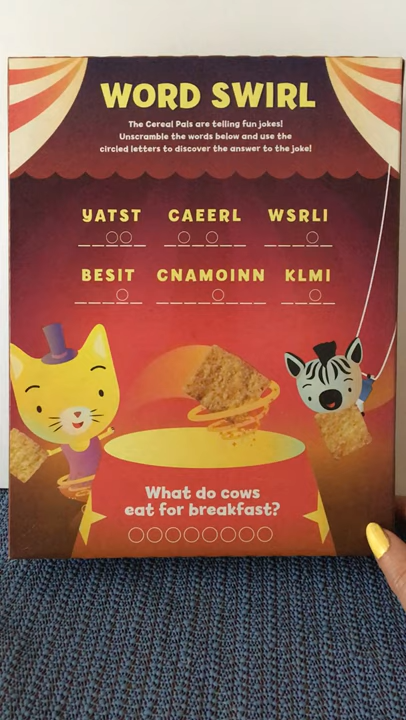 WORD SWIRL
The Cereal Pals are telling fun jokes!
Unscramble the words below and use the
circled letters to discover the answer to the joke!
YATST CAEERL WSRLI
BESIT CNAMOINN KLMI
What do cows
eat for breakfast?